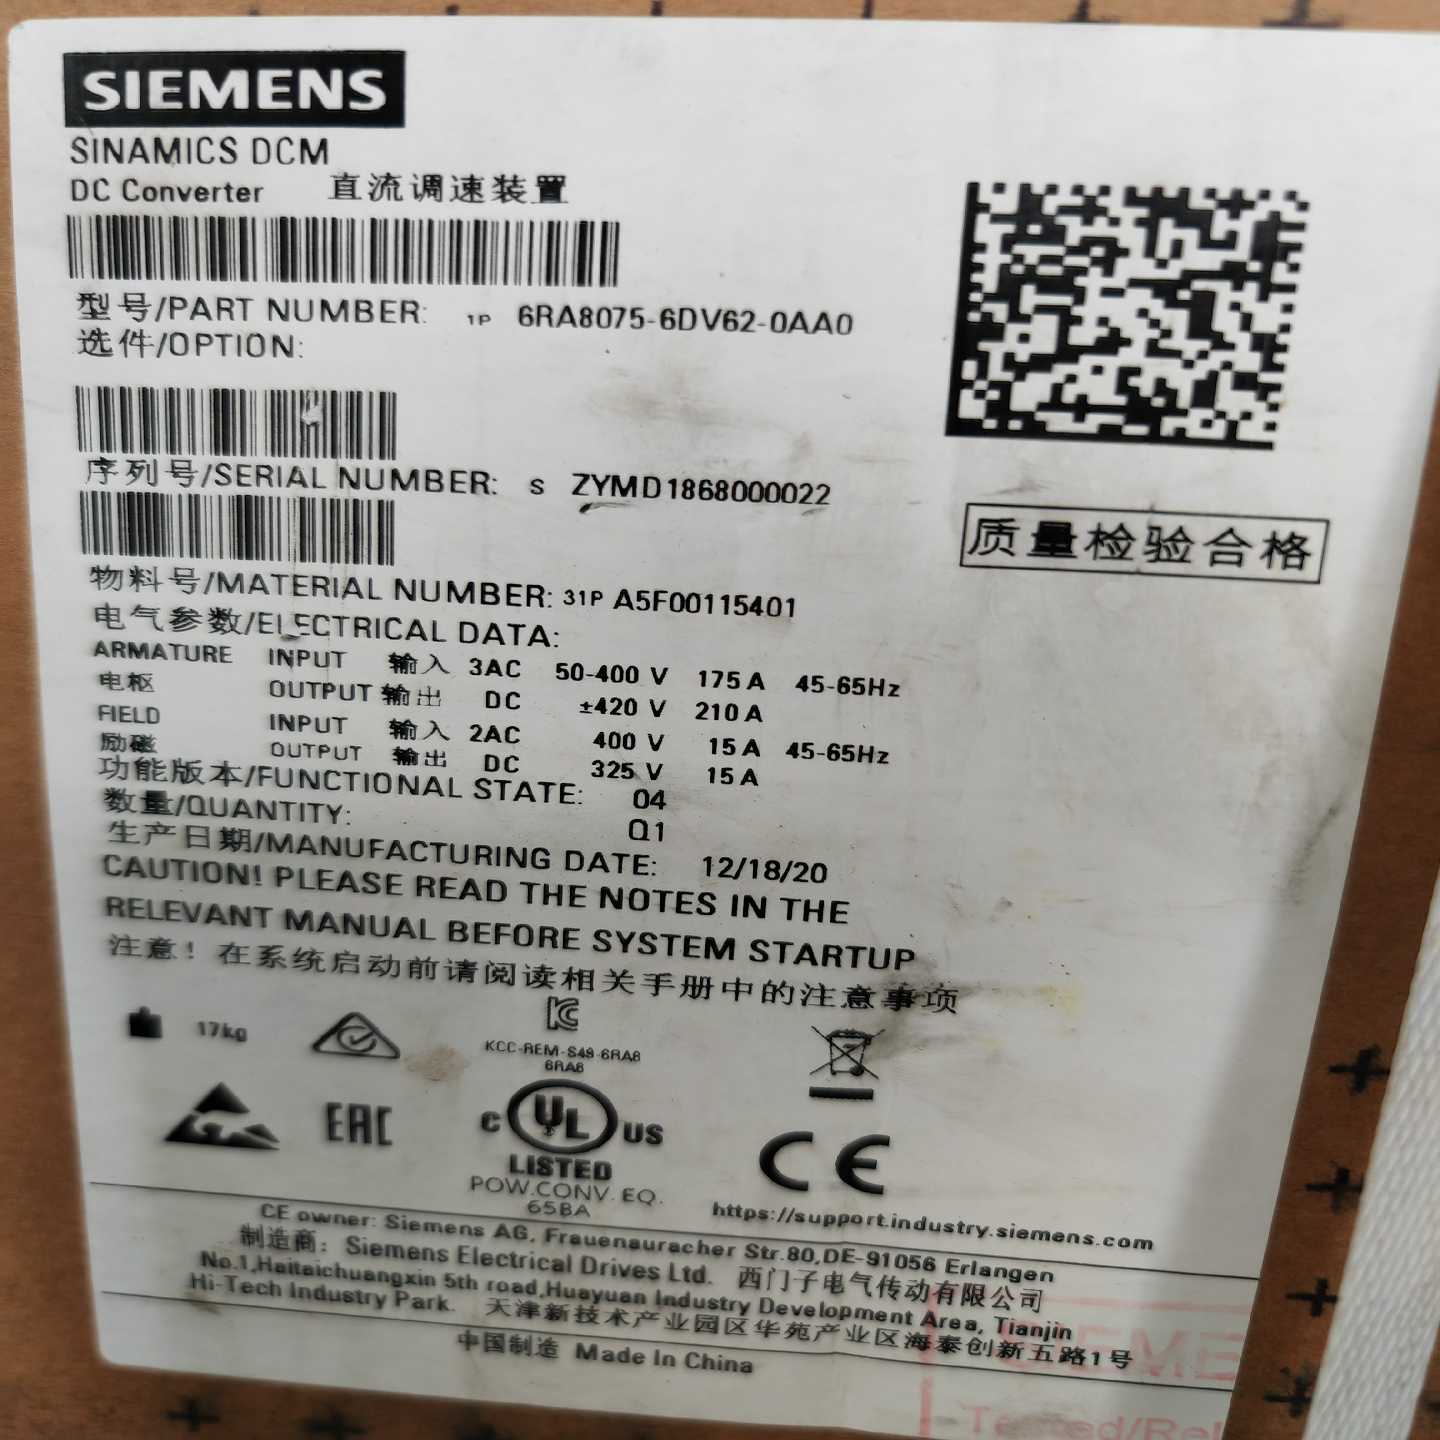 SIEMENS
SINAMICS DCM
DC Converter 直流调速装置
型号/PART NUMBER: 1P 6RA8075-6DV62-0AA0
选件/OPTION:
序列号/SERIAL NUMBER: S ZYMD1868000022
质量检验合格
物料号/MATERIAL NUMBER: 31P A5F00115401
电气参数/ELECTRICAL DATA:
ARMATURE INPUT 输入 3AC 50-400 V 175 A 45-65Hz
电枢 OUTPUT 输出 DC ±420 V 210 A
FIELD INPUT 输入 2AC 400 V 15 A 45-65Hz
励磁 OUTPUT 输出 DC 325 V 15 A
功能版本/FUNCTIONAL STATE: 04
数量/QUANTITY: Q1
生产日期/MANUFACTURING DATE: 12/18/20
CAUTION! PLEASE READ THE NOTES IN THE
RELEVANT MANUAL BEFORE SYSTEM STARTUP
注意！在系统启动前请阅读相关手册中的注意事项
17kg
KC
KCC-REM-S49-6RA8
6RA8
EAC
C UL US
LISTED
POW.CONV. EQ.
65BA
CE
https://support.industry.siemens.com
CE owner: Siemens AG, Frauenauracher Str.80,DE-91056 Erlangen
制造商: Siemens Electrical Drives Ltd. 西门子电气传动有限公司
No.1,Haitaichuangxin 5th road,Huayuan Industry Development Area, Tianjin
Hi-Tech Industry Park. 天津新技术产业园区华苑产业区海泰创新五路1号
中国制造 Made In China